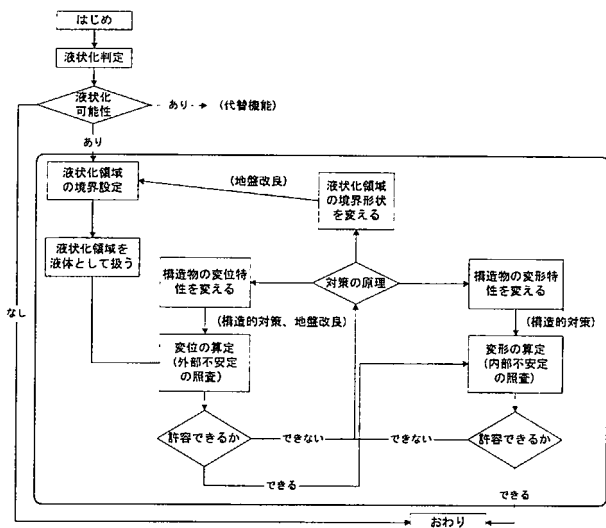 はじめ
液状化判定
液状化
可能性
あり
(代替機能)
あり
液状化領域
の境界設定
(地盤改良)
液状化領域
の境界形状
を変える
液状化領域を
液体として扱う
構造物の変位特
性を変える
対策の原理
構造物の変形特
性を変える
なし
(構造的対策、地盤改良)
(構造的対策)
変位の算定
(外部不安定
の照査)
変形の算定
(内部不安定
の照査)
許容できるか
できない
できない
許容できるか
できる
できる
おわり